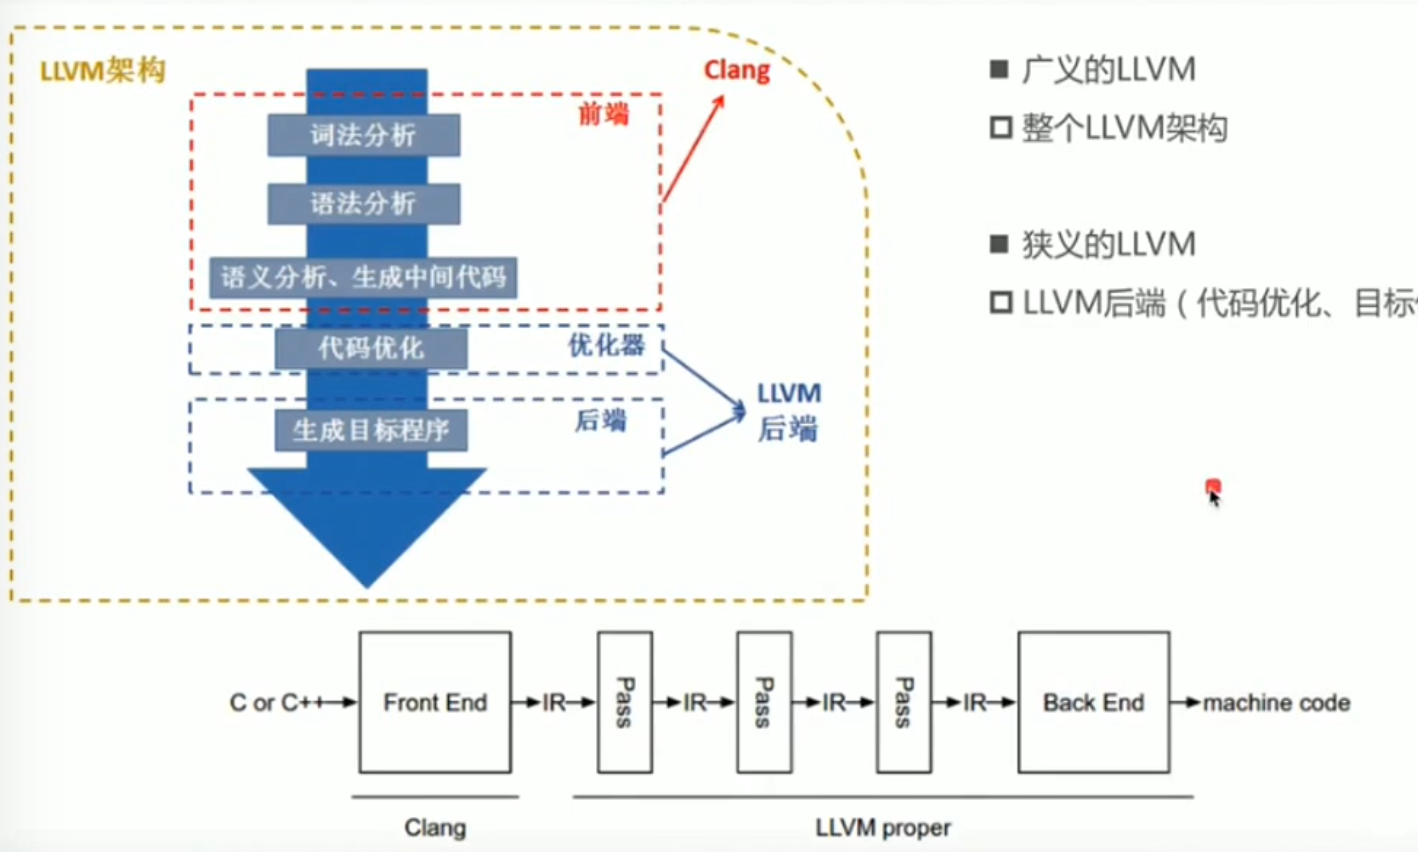 LLVM架构
Clang
前端
词法分析
语法分析
语义分析、生成中间代码
代码优化
优化器
生成目标程序
后端
LLVM
后端
广义的LLVM
整个LLVM架构
狭义的LLVM
LLVM后端（代码优化、目标
C or C++
Front End
IR
Pass
IR
Pass
IR
Pass
IR
Back End
machine code
Clang
LLVM proper